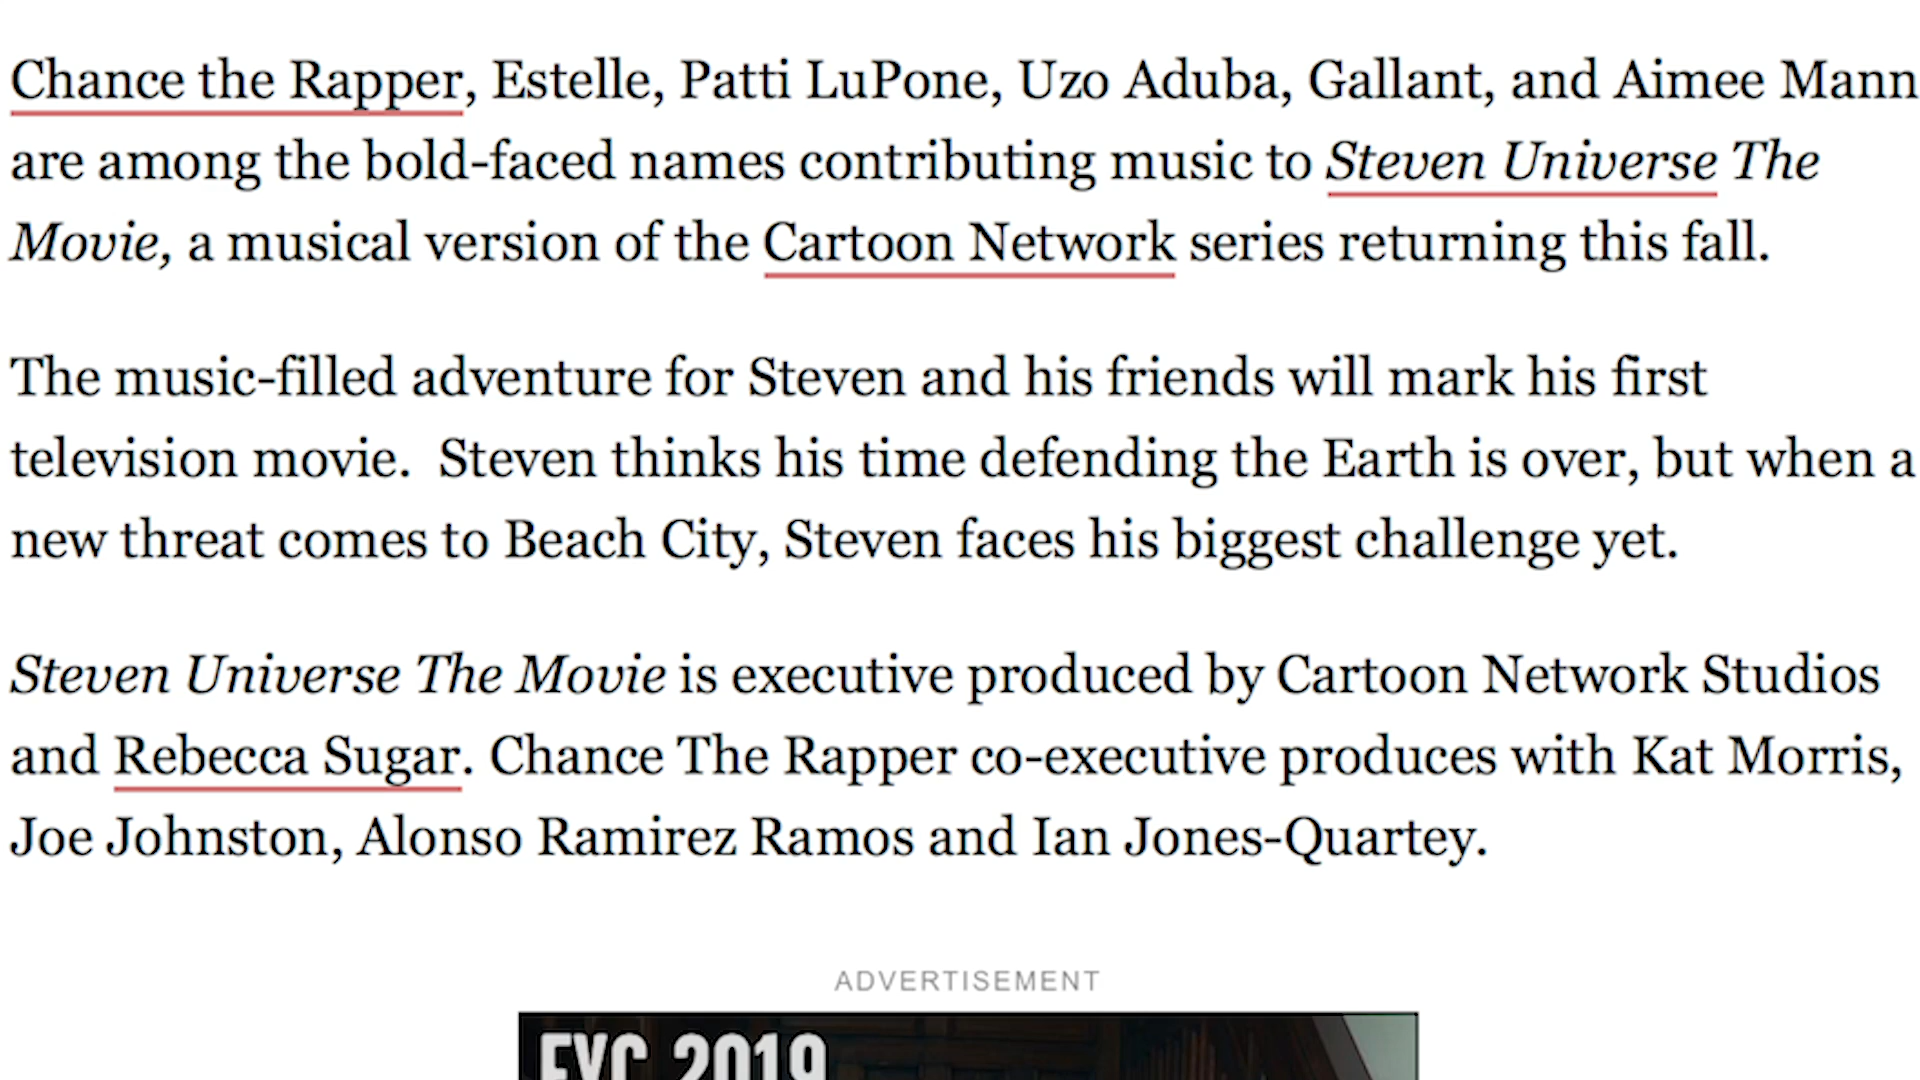 Chance the Rapper, Estelle, Patti LuPone, Uzo Aduba, Gallant, and Aimee Mann
are among the bold-faced names contributing music to Steven Universe The
Movie, a musical version of the Cartoon Network series returning this fall.
The music-filled adventure for Steven and his friends will mark his first
television movie.  Steven thinks his time defending the Earth is over, but when a
new threat comes to Beach City, Steven faces his biggest challenge yet.
Steven Universe The Movie is executive produced by Cartoon Network Studios
and Rebecca Sugar. Chance The Rapper co-executive produces with Kat Morris,
Joe Johnston, Alonso Ramirez Ramos and Ian Jones-Quartey.
ADVERTISEMENT
FYC 2019